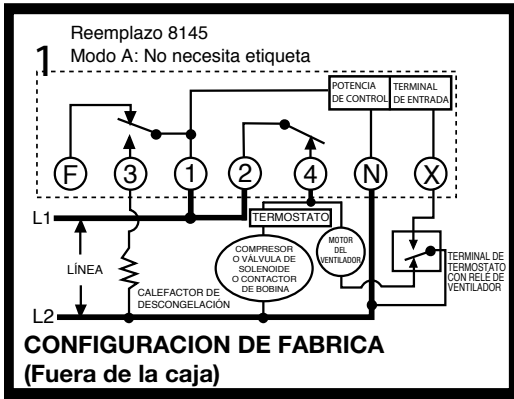 1
Reemplazo 8145
Modo A: No necesita etiqueta
POTENCIA
DE CONTROL
TERMINAL
DE ENTRADA
F
3
1
2
4
N
X
L1
TERMOSTATO
LÍNEA
COMPRESOR
O VÁLVULA DE
SOLENOIDE
O CONTACTOR
DE BOBINA
MOTOR
DEL
VENTILADOR
TERMINAL DE
TERMOSTATO
CON RELE DE
VENTILADOR
CALEFACTOR DE
DESCONGELACIÓN
L2
CONFIGURACION DE FABRICA
(Fuera de la caja)